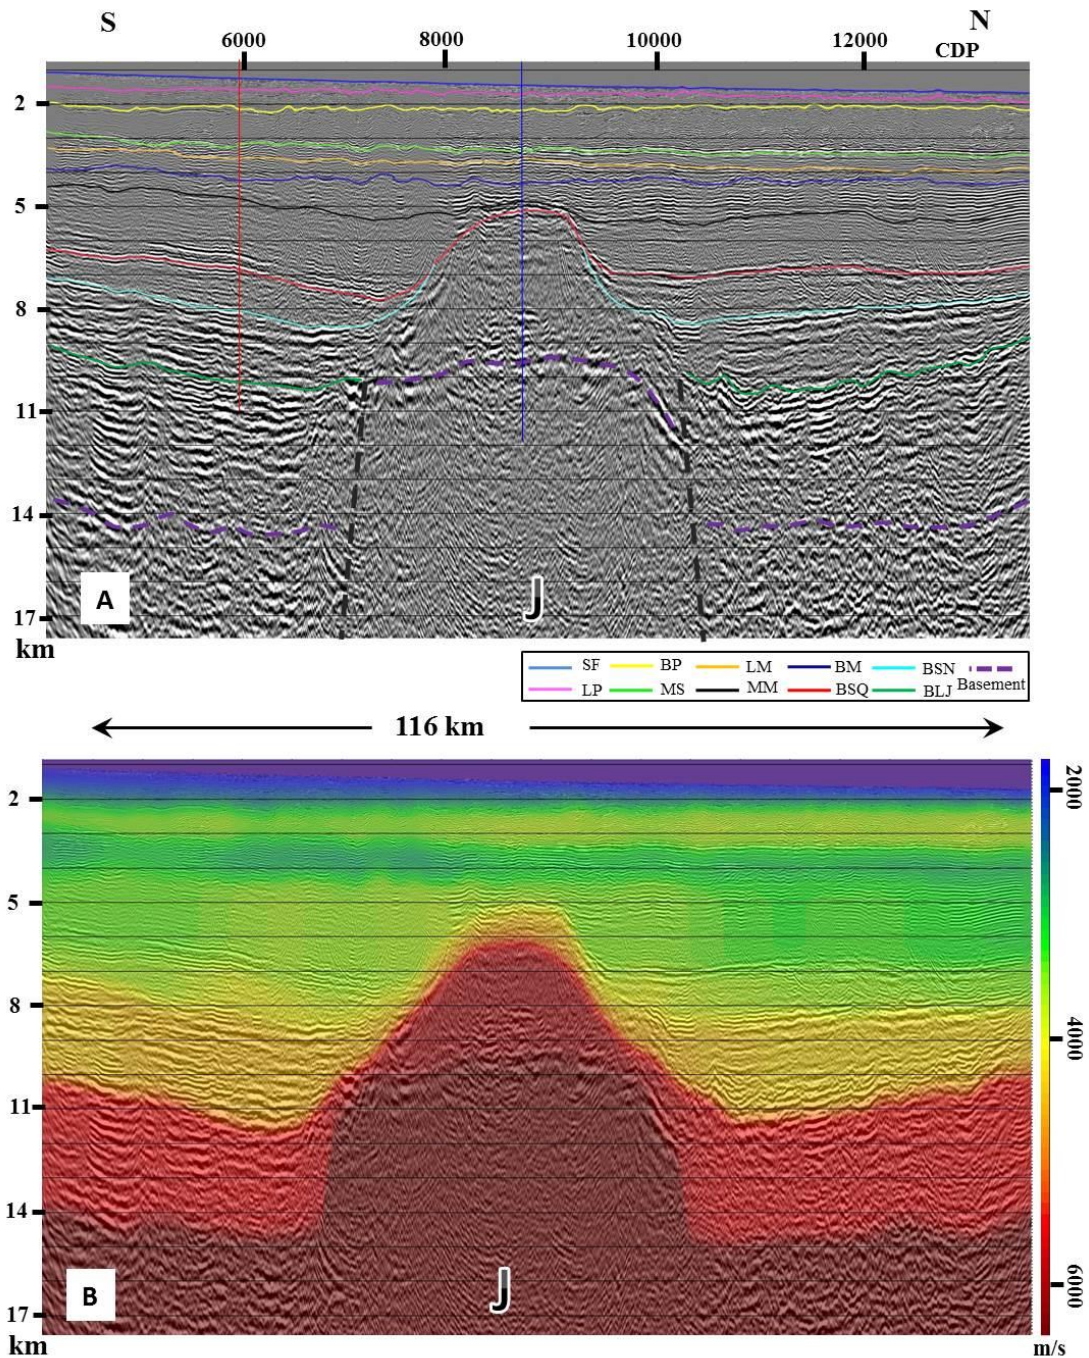 S N
6000 8000 10000 12000 CDP
2
5
8
11
14
17
km
A
J
SF BP LM BM BSN
LP MS MM BSQ BLJ Basement
116 km
2
5
8
11
14
17
km
B
J
2000
4000
6000
m/s